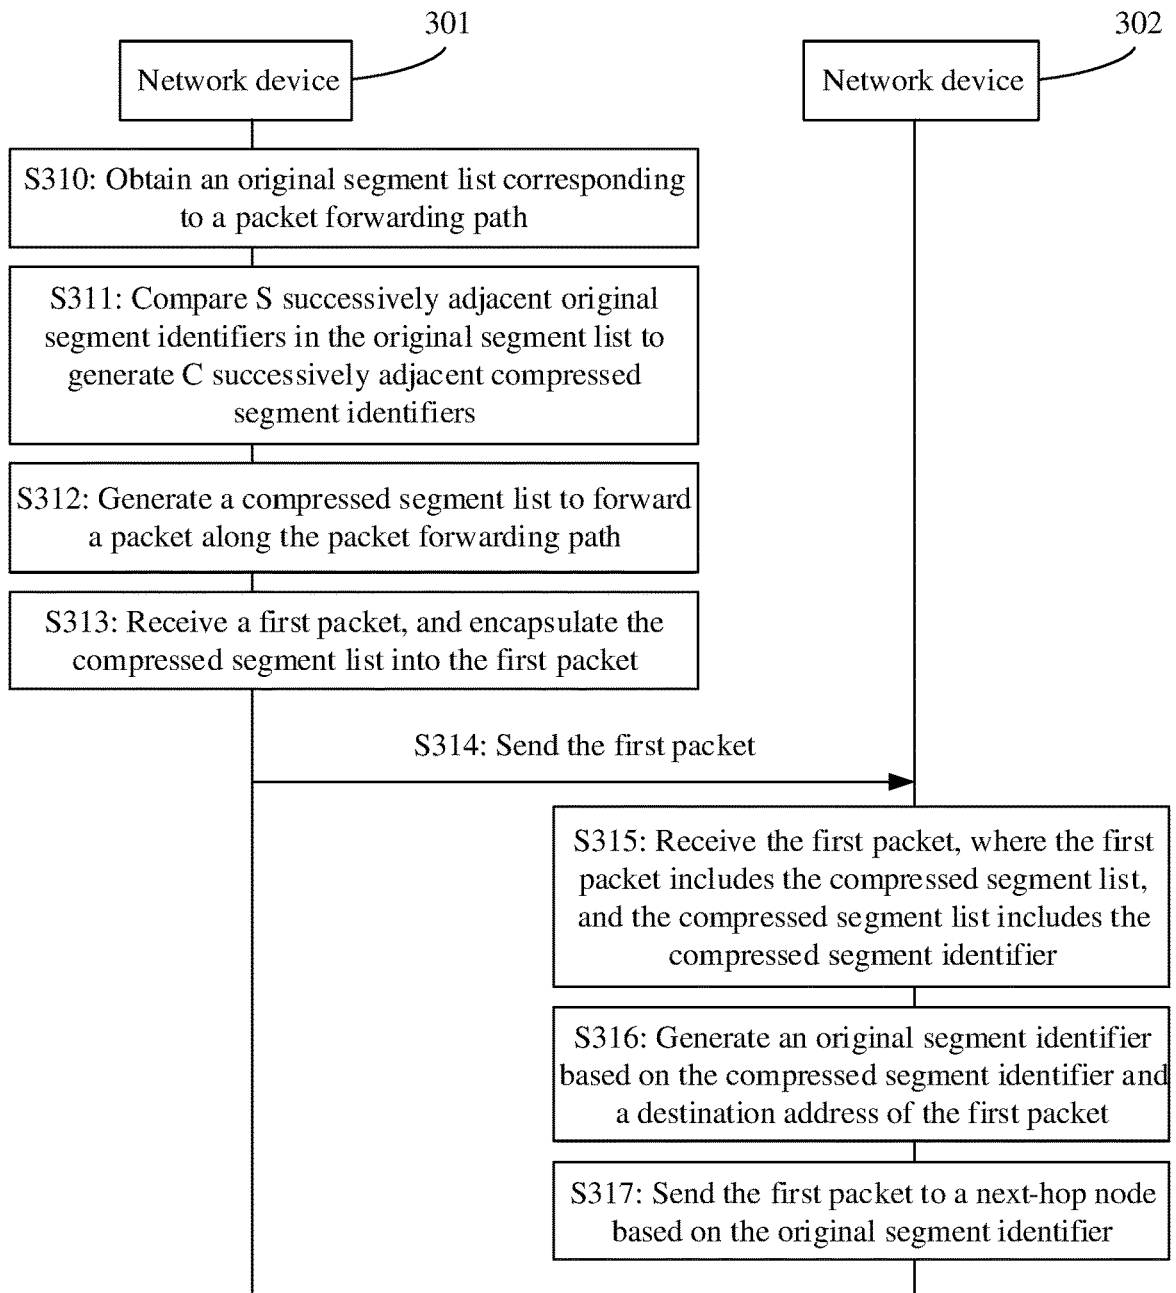 301
302
Network device
Network device
S310: Obtain an original segment list corresponding
to a packet forwarding path
S311: Compare S successively adjacent original
segment identifiers in the original segment list to
generate C successively adjacent compressed
segment identifiers
S312: Generate a compressed segment list to forward
a packet along the packet forwarding path
S313: Receive a first packet, and encapsulate the
compressed segment list into the first packet
S314: Send the first packet
S315: Receive the first packet, where the first
packet includes the compressed segment list,
and the compressed segment list includes the
compressed segment identifier
S316: Generate an original segment identifier
based on the compressed segment identifier and
a destination address of the first packet
S317: Send the first packet to a next-hop node
based on the original segment identifier